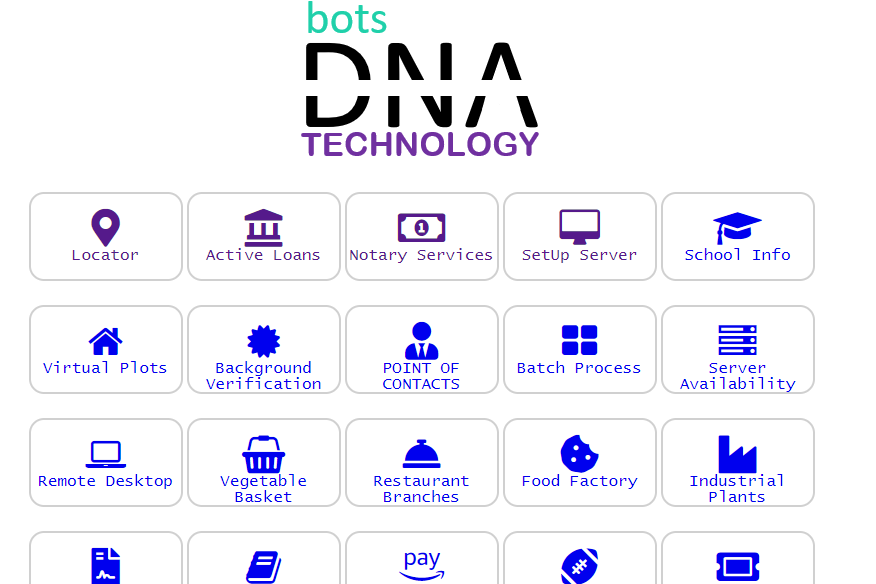 bots
DNA
TECHNOLOGY
Locator
Active Loans
Notary Services
SetUp Server
School Info
Virtual Plots
Background
Verification
POINT OF
CONTACTS
Batch Process
Server
Availability
Remote Desktop
Vegetable
Basket
Restaurant
Branches
Food Factory
Industrial
Plants
pay